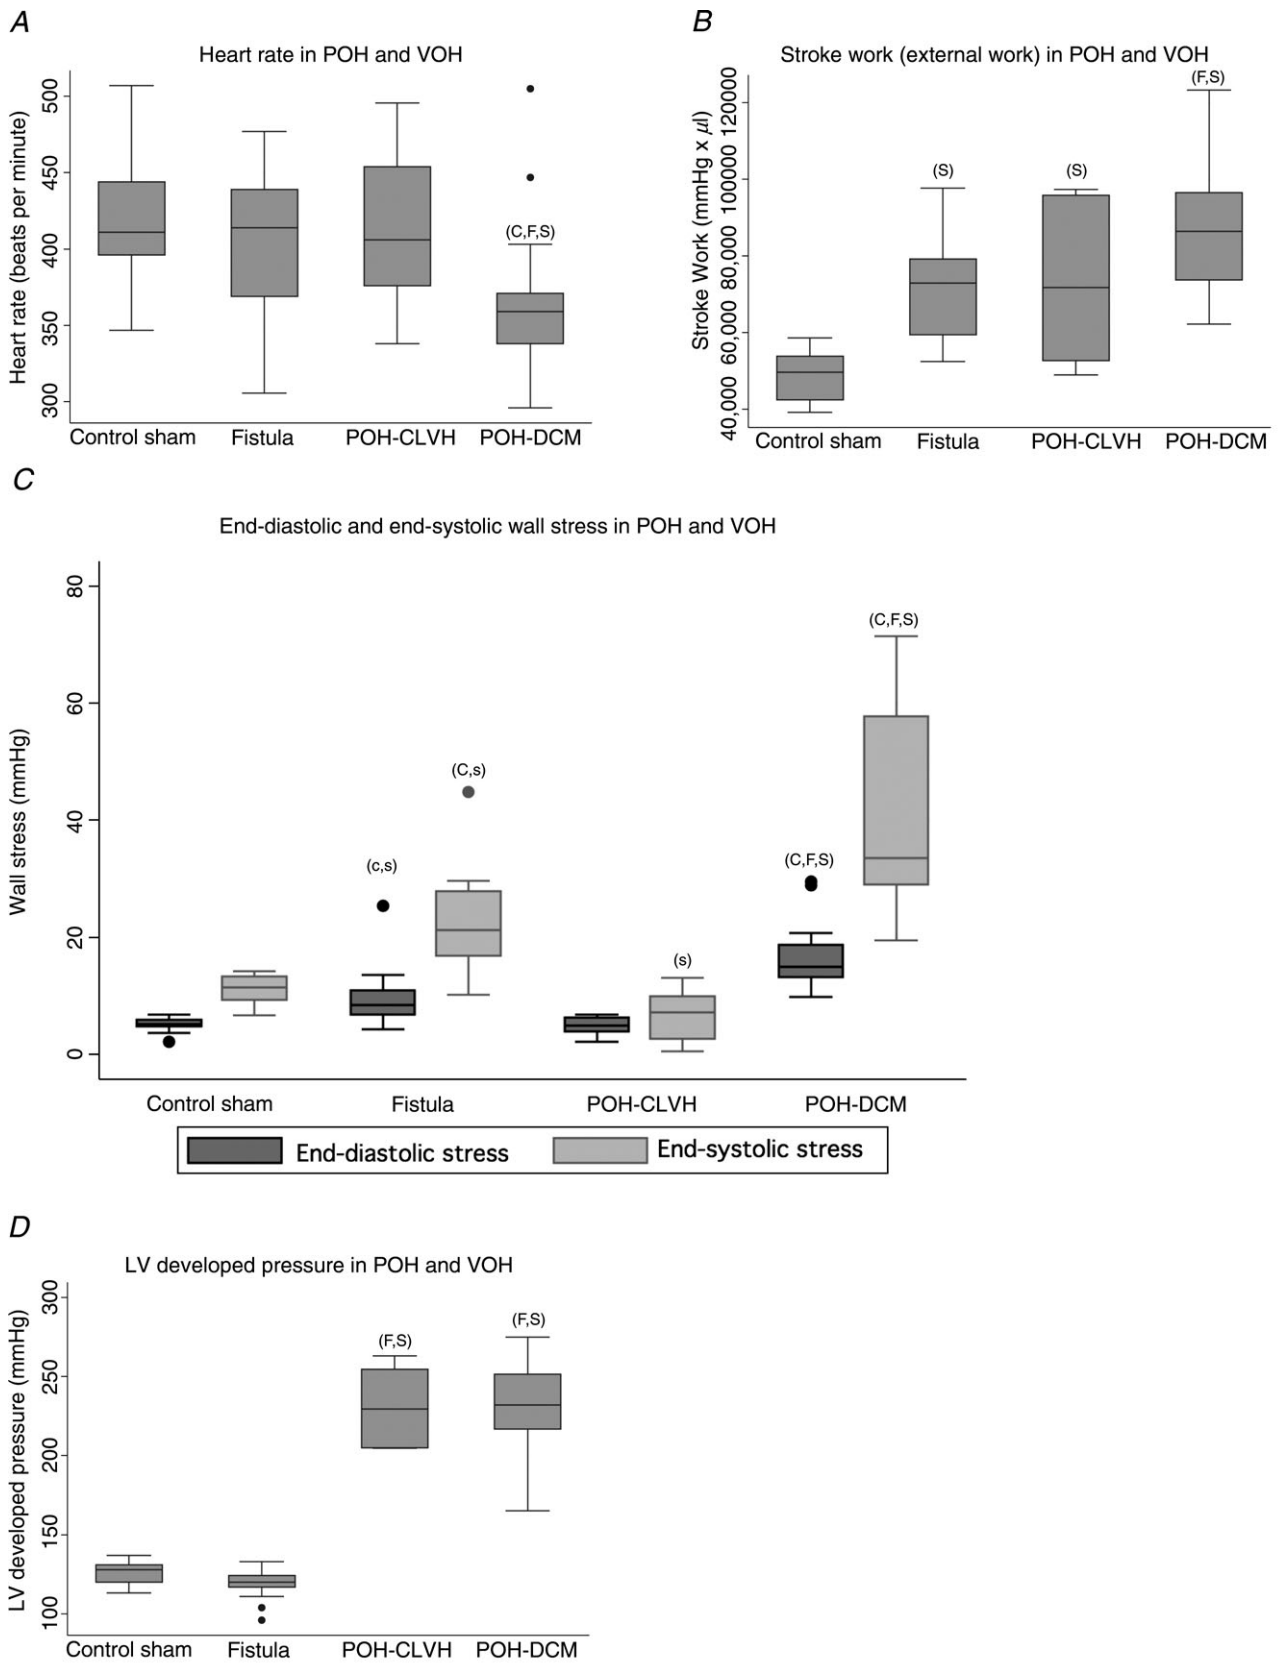 A
Heart rate in POH and VOH
Heart rate (beats per minute)
500
450
400
350
300
(C,F,S)
Control sham
Fistula
POH-CLVH
POH-DCM
B
Stroke work (external work) in POH and VOH
Stroke Work (mmHg x µl)
120000
100000
80,000
60,000
40,000
(S)
(S)
(F,S)
Control sham
Fistula
POH-CLVH
POH-DCM
C
End-diastolic and end-systolic wall stress in POH and VOH
Wall stress (mmHg)
80
60
40
20
0
(c,s)
(C,s)
(s)
(C,F,S)
(C,F,S)
Control sham
Fistula
POH-CLVH
POH-DCM
End-diastolic stress
End-systolic stress
D
LV developed pressure in POH and VOH
LV developed pressure (mmHg)
300
250
200
150
100
(F,S)
(F,S)
Control sham
Fistula
POH-CLVH
POH-DCM